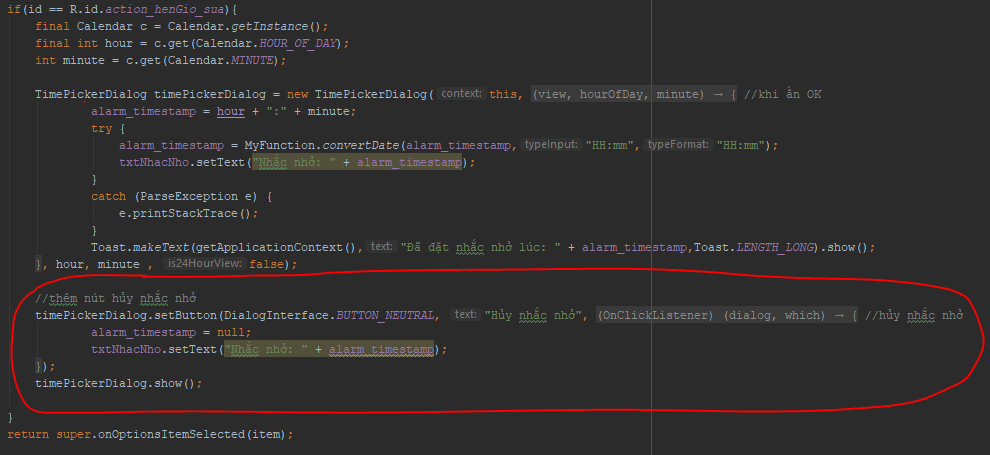 if(id == R.id.action_henGio_sua){
final Calendar c = Calendar.getInstance();
final int hour = c.get(Calendar.HOUR_OF_DAY);
int minute = c.get(Calendar.MINUTE);
TimePickerDialog timePickerDialog = new TimePickerDialog( context: this, (view, hourOfDay, minute) → { //khi ấn OK
alarm_timestamp = hour + ":" + minute;
try {
alarm_timestamp = MyFunction.convertDate(alarm_timestamp, typeInput: "HH:mm", typeFormat: "HH:mm");
txtNhacNho.setText("Nhắc nhở: " + alarm_timestamp);
}
catch (ParseException e) {
e.printStackTrace();
}
Toast.makeText(getApplicationContext(), text: "Đã đặt nhắc nhở lúc: " + alarm_timestamp,Toast.LENGTH_LONG).show();
}, hour, minute , is24HourView: false);
//thêm nút hủy nhắc nhở
timePickerDialog.setButton(DialogInterface.BUTTON_NEUTRAL, text: "Hủy nhắc nhở", (OnClickListener) (dialog, which) → { //hủy nhắc nhở
alarm_timestamp = null;
txtNhacNho.setText("Nhắc nhở: " + alarm_timestamp);
});
timePickerDialog.show();
}
return super.onOptionsItemSelected(item);